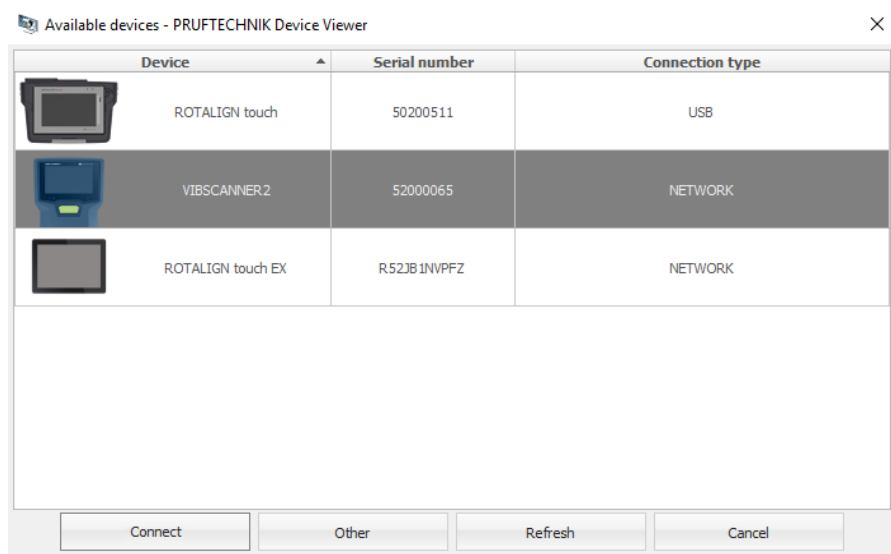 Available devices - PRUFTECHNIK Device Viewer
Device Serial number Connection type
ROTALIGN touch 50200511 USB
VIBSCANNER2 52000065 NETWORK
ROTALIGN touch EX R52JB1NVPFZ NETWORK
Connect Other Refresh Cancel